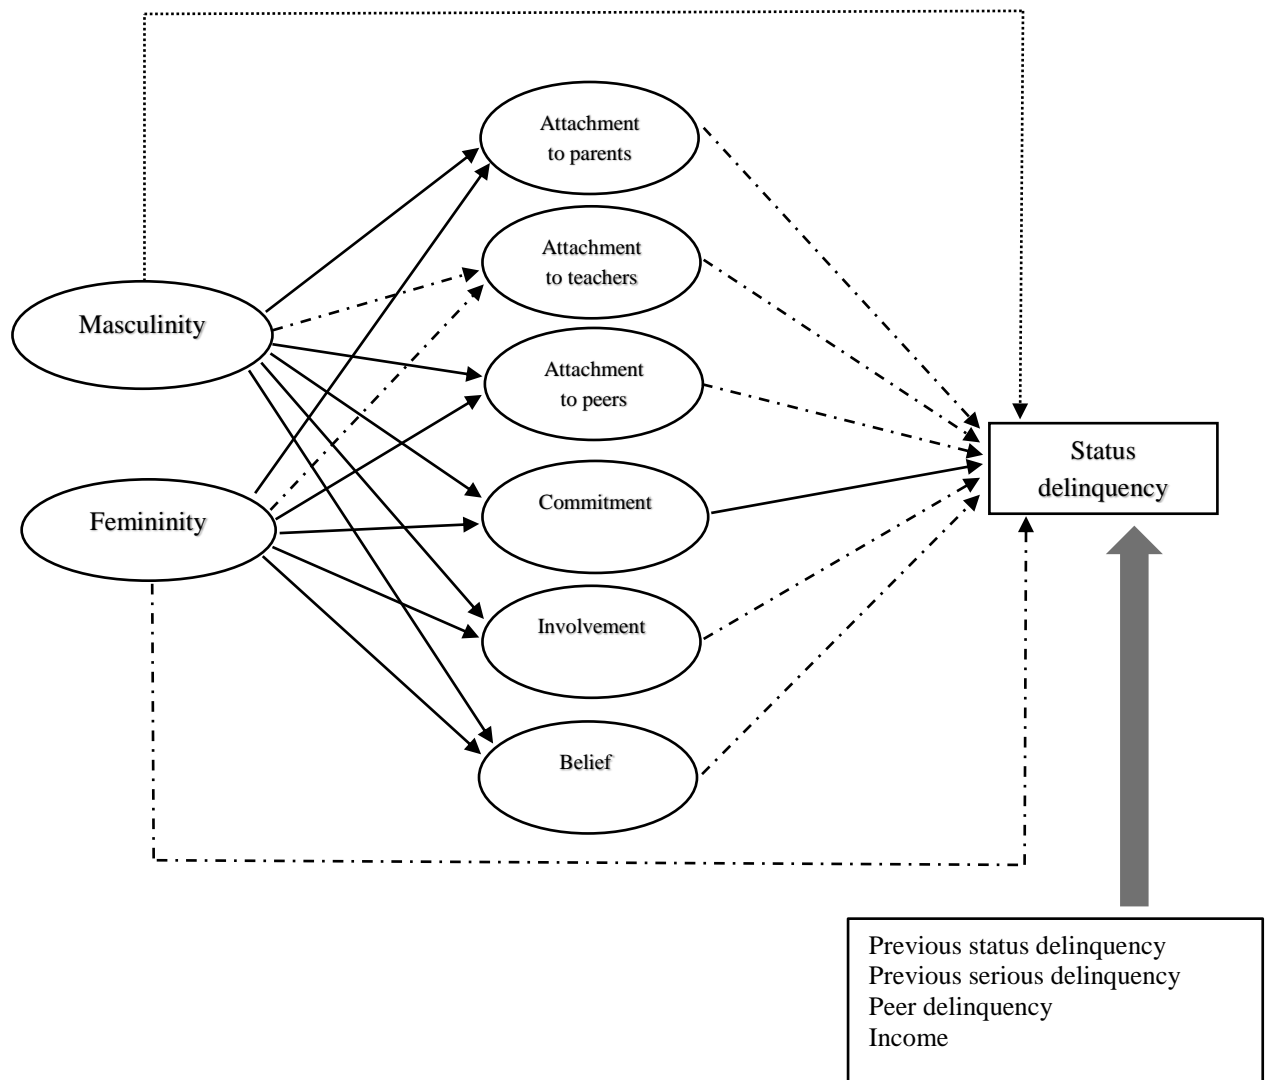 Attachment
to parents
Attachment
to teachers
Masculinity
Attachment
to peers
Status
delinquency
Commitment
Femininity
Involvement
Belief
Previous status delinquency
Previous serious delinquency
Peer delinquency
Income